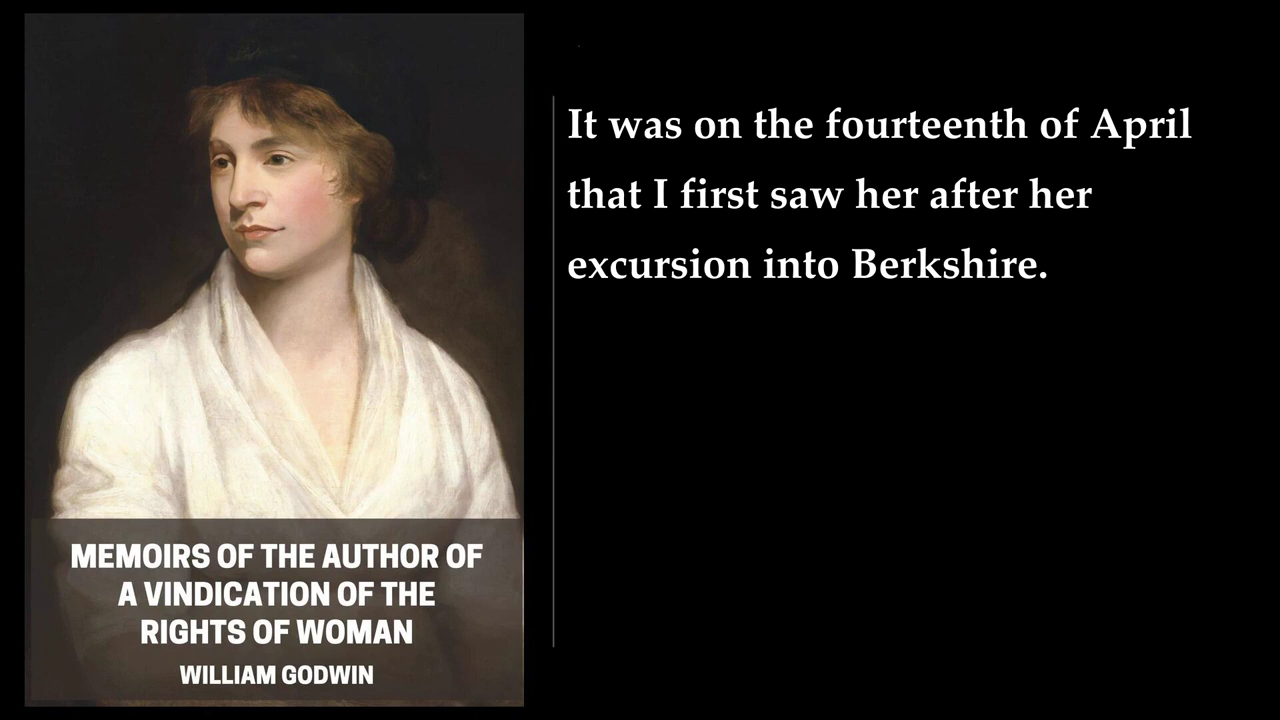 MEMOIRS OF THE AUTHOR OF
A VINDICATION OF THE
RIGHTS OF WOMAN
WILLIAM GODWIN
It was on the fourteenth of April
that I first saw her after her
excursion into Berkshire.